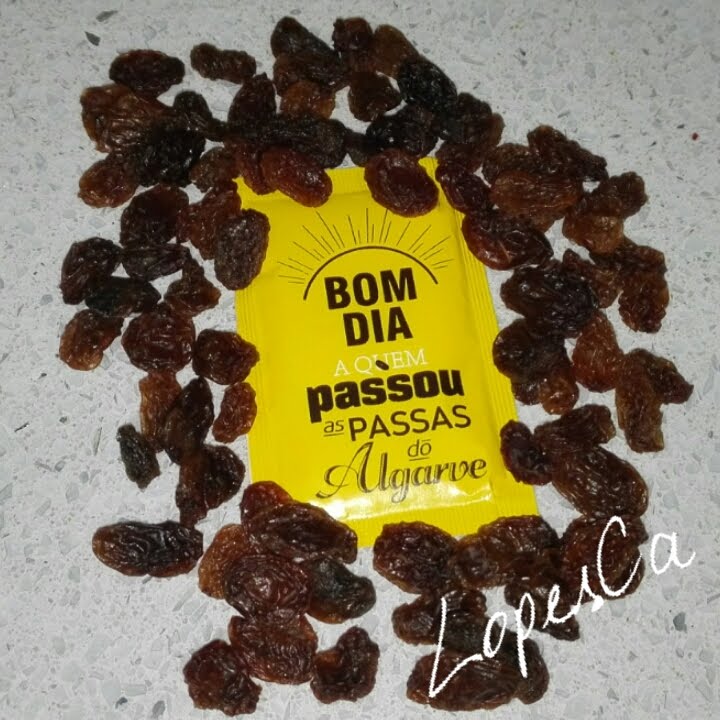 BOM
DIA
A QUEM
passou
as PASSAS
do
Algarve
LopesCa